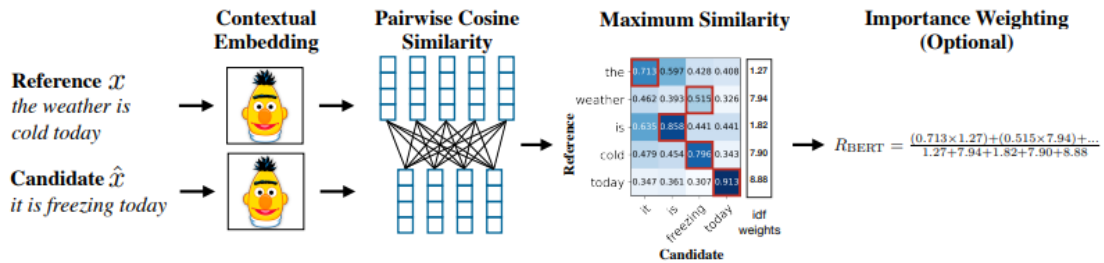 Contextual
Embedding
Pairwise Cosine
Similarity
Maximum Similarity
Importance Weighting
(Optional)
Reference x
the weather is
cold today
Candidate x̂
it is freezing today
Reference
the 0.713 0.597 0.428 0.408 1.27
weather 0.462 0.393 0.515 0.326 7.94
is 0.635 0.858 0.441 0.441 1.82
cold 0.479 0.454 0.796 0.343 7.90
today 0.347 0.361 0.307 0.913 8.88
it is freezing today
idf
weights
Candidate
R_BERT = (0.713×1.27)+(0.515×7.94)+...
1.27+7.94+1.82+7.90+8.88